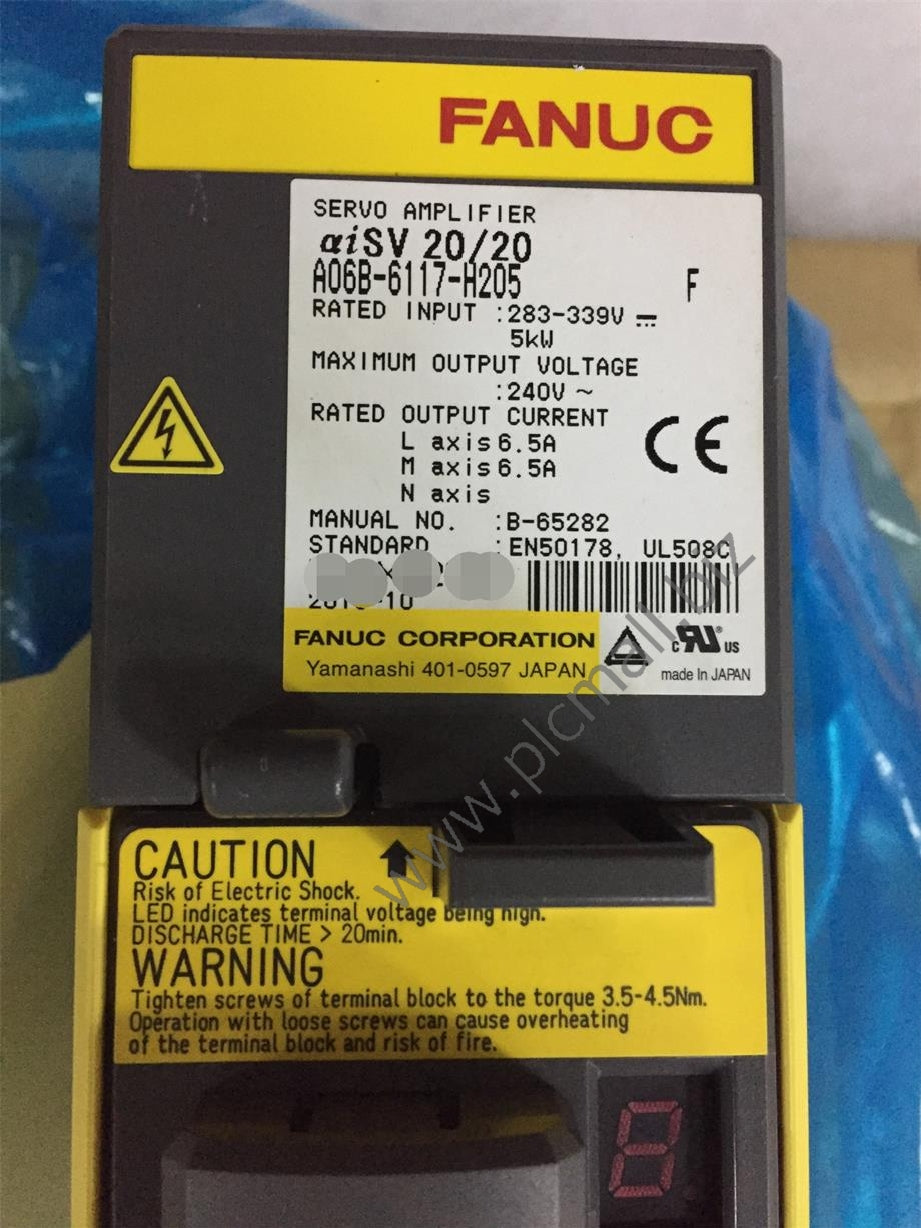 FANUC
SERVO AMPLIFIER
αiSV 20/20
A06B-6117-H205
F
RATED INPUT :283-339V ⎓
5kW
MAXIMUM OUTPUT VOLTAGE
:240V ~
RATED OUTPUT CURRENT
L axis 6.5A
M axis 6.5A
N axis
CE
MANUAL NO. :B-65282
STANDARD :EN50178, UL508C
FANUC CORPORATION
Yamanashi 401-0597 JAPAN
c RU US
made In JAPAN
www.plcmall.biz
CAUTION
Risk of Electric Shock.
LED indicates terminal voltage being high.
DISCHARGE TIME > 20min.
WARNING
Tighten screws of terminal block to the torque 3.5-4.5Nm.
Operation with loose screws can cause overheating
of the terminal block and risk of fire.
8